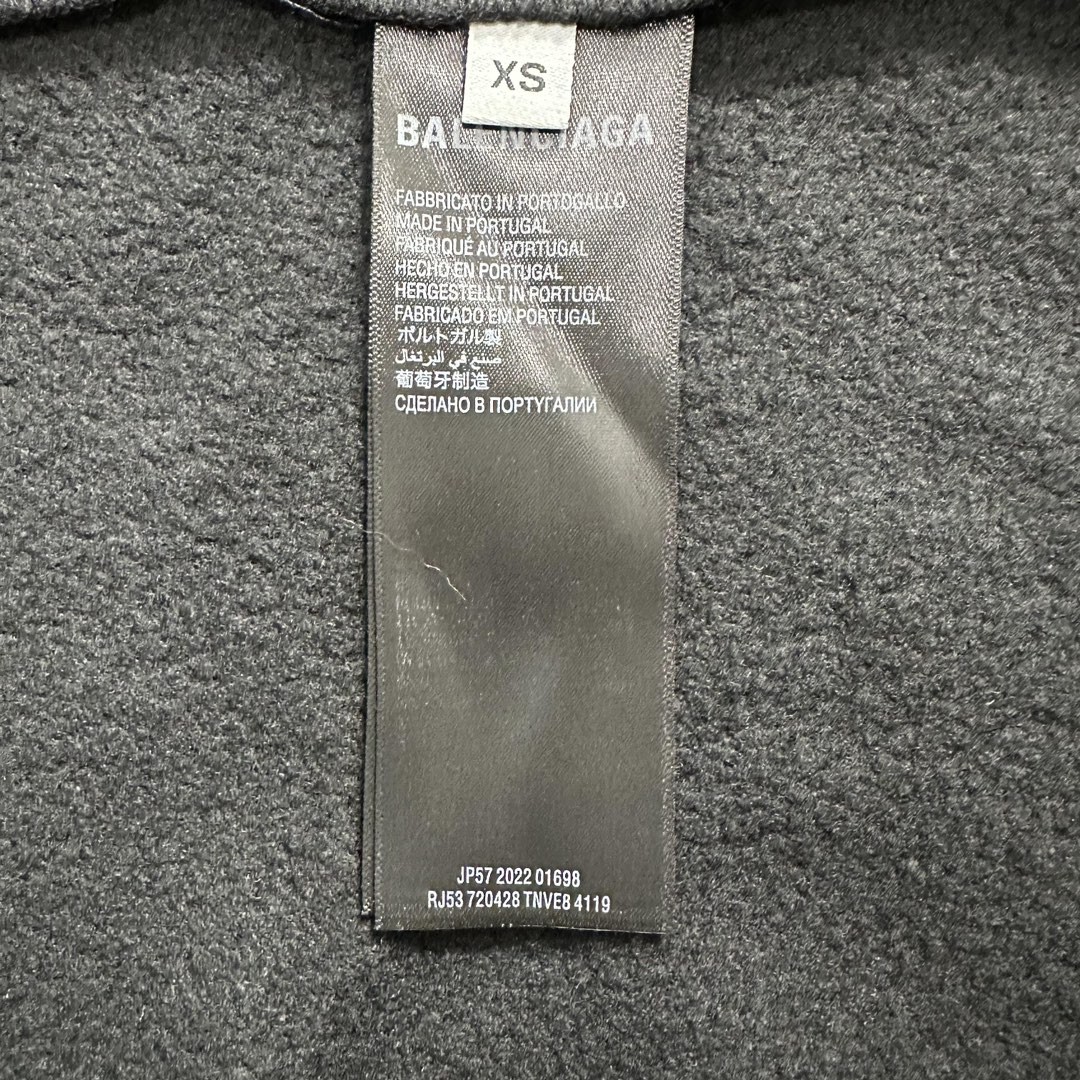 XS
BALENCIAGA
FABBRICATO IN PORTOGALLO
MADE IN PORTUGAL
FABRIQUÉ AU PORTUGAL
HECHO EN PORTUGAL
HERGESTELLT IN PORTUGAL
FABRICADO EM PORTUGAL
ポルトガル製
صنع في البرتغال
葡萄牙制造
СДЕЛАНО В ПОРТУГАЛИИ
JP57 2022 01698
RJ53 720428 TNVE8 4119